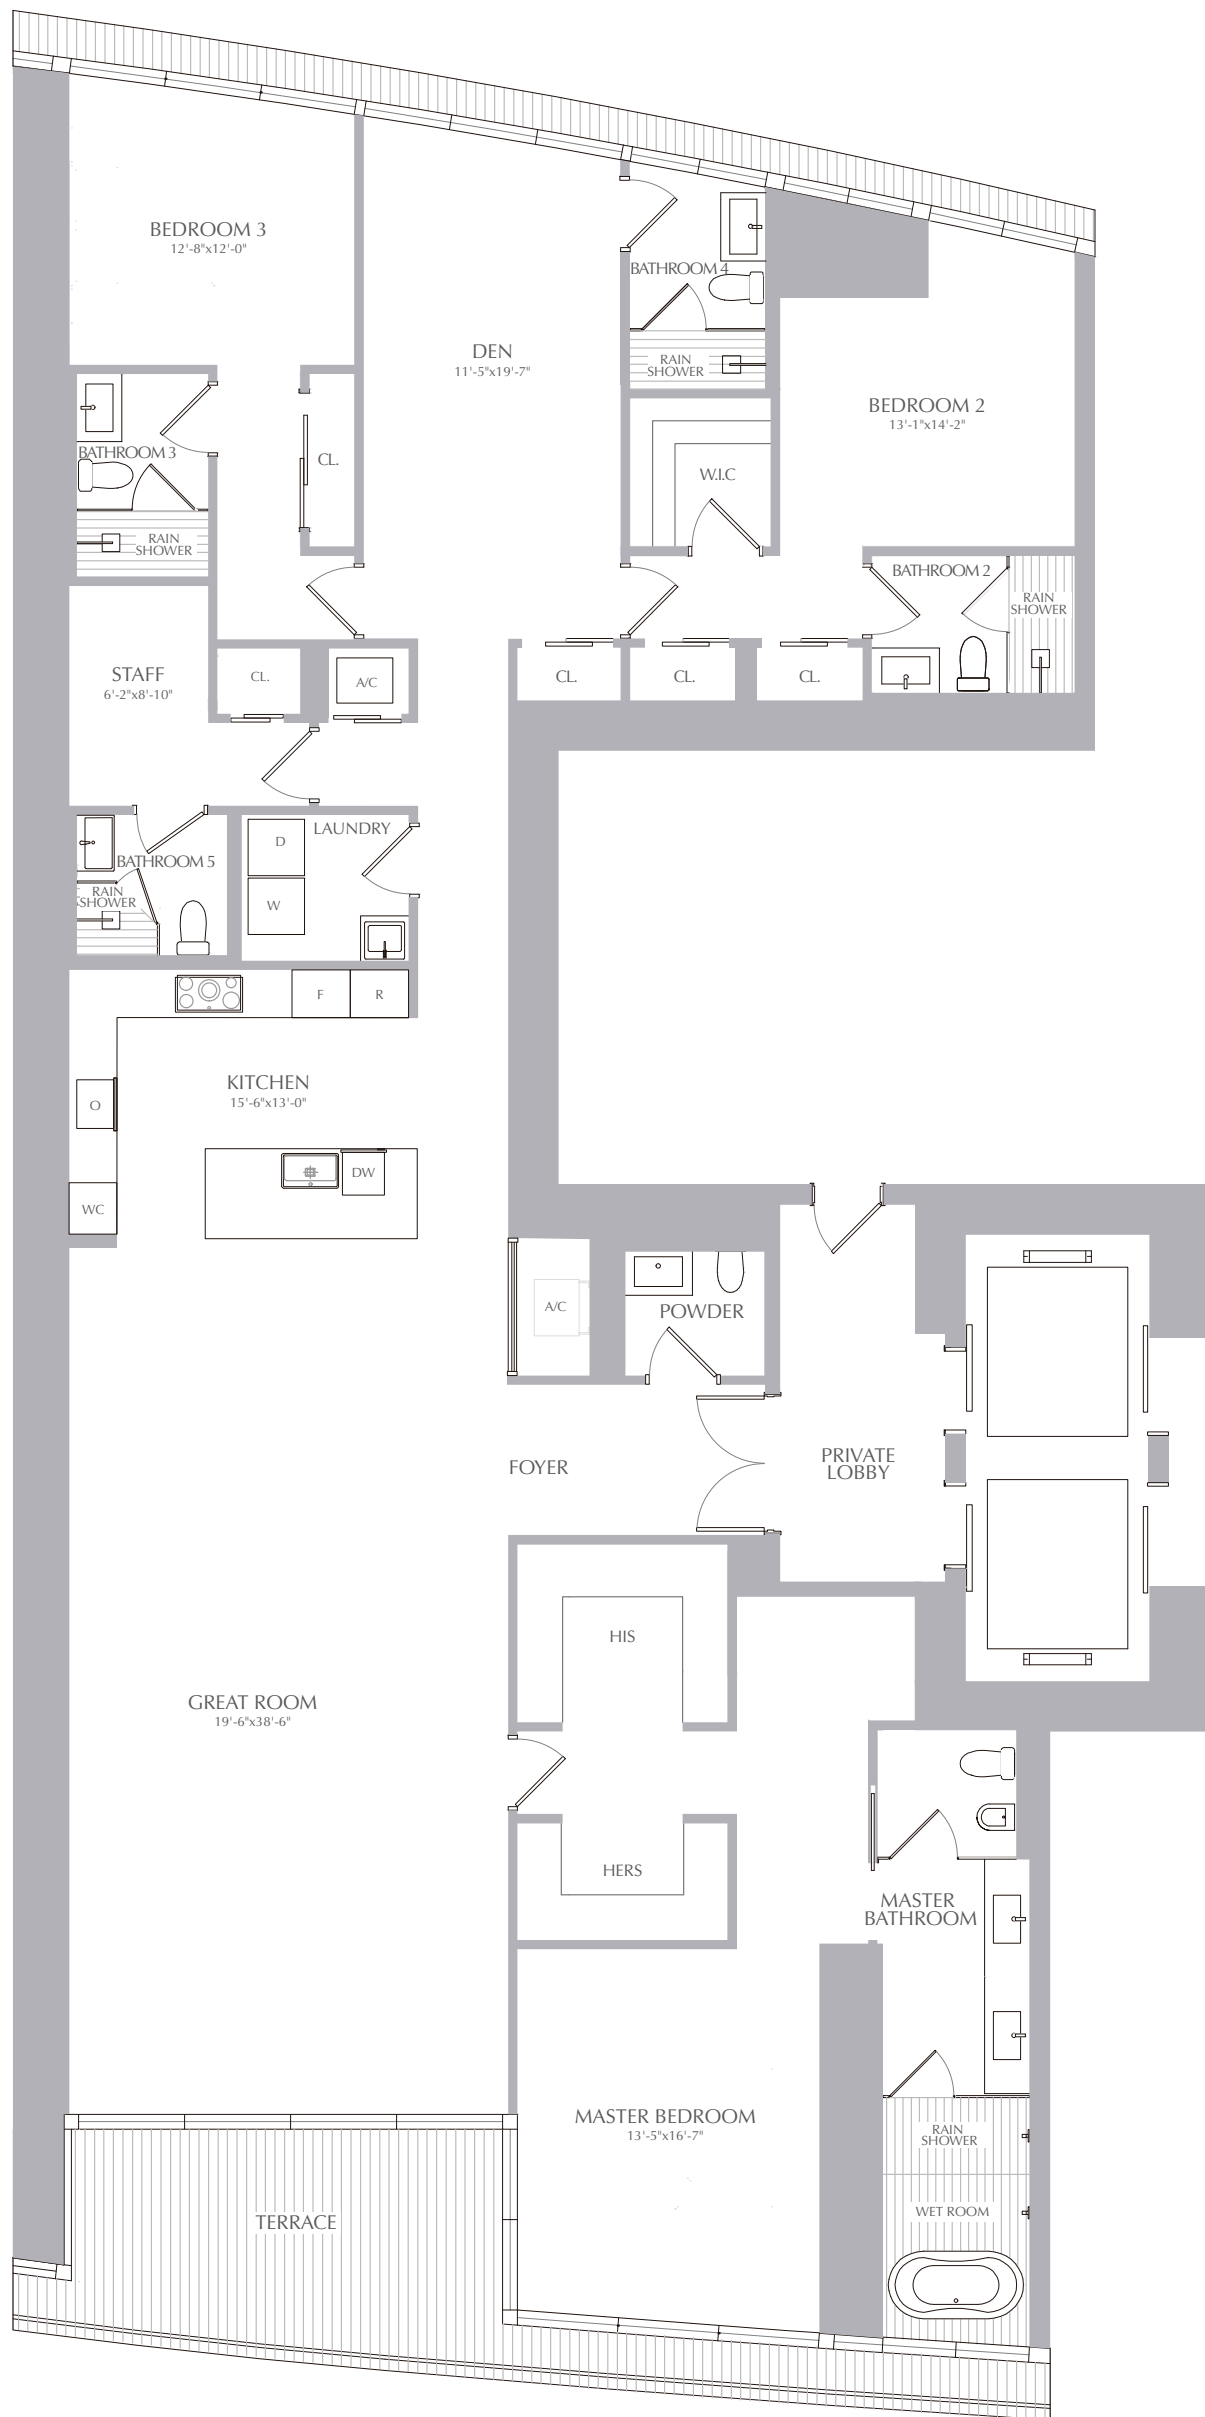 BEDROOM 3
12'-8"x12'-0"
BATHROOM 4
RAIN
SHOWER
DEN
11'-5"x19'-7"
BEDROOM 2
13'-1"x14'-2"
BATHROOM 3
CL.
W.I.C
RAIN
SHOWER
BATHROOM 2
RAIN
SHOWER
STAFF
6'-2"x8'-10"
CL.
A/C
CL.
CL.
CL.
LAUNDRY
D
BATHROOM 5
RAIN
SHOWER
W
F
R
KITCHEN
15'-6"x13'-0"
O
DW
WC
A/C
POWDER
FOYER
PRIVATE
LOBBY
HIS
GREAT ROOM
19'-6"x38'-6"
HERS
MASTER
BATHROOM
MASTER BEDROOM
13'-5"x16'-7"
RAIN
SHOWER
WET ROOM
TERRACE